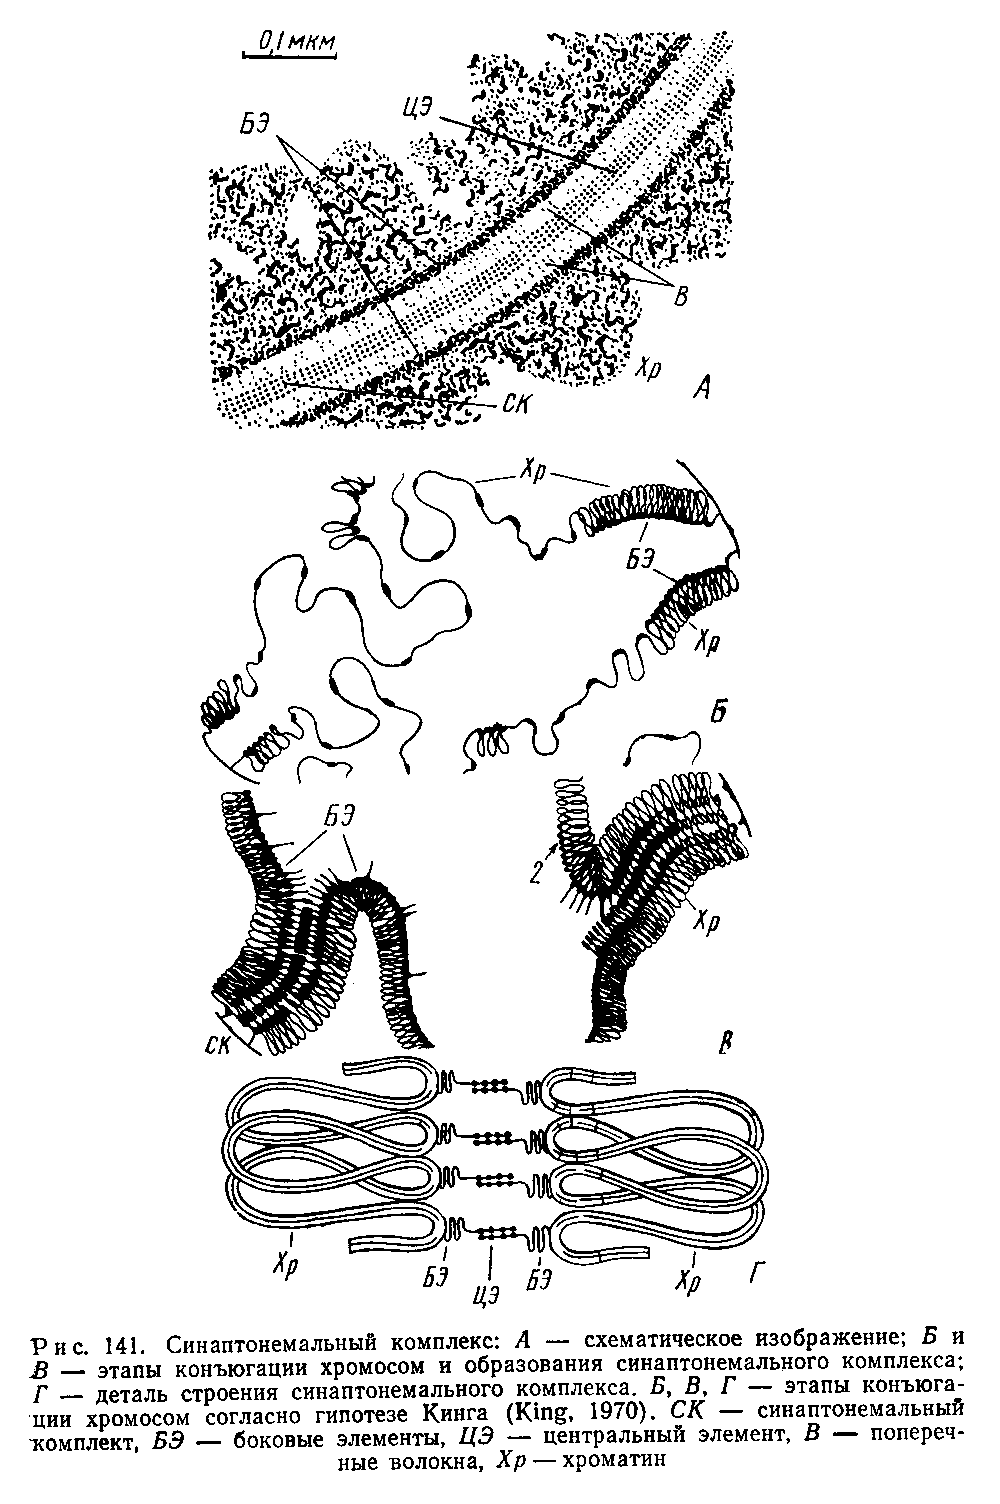 0,1 мкм
ЦЭ
БЭ
В
Хр
А
СК
Хр
БЭ
Хр
Б
БЭ
2
Хр
СК
В
Хр
БЭ
ЦЭ
БЭ
Хр
Г
Рис. 141. Синаптонемальный комплекс: А — схематическое изображение; Б и
В — этапы конъюгации хромосом и образования синаптонемального комплекса;
Г — деталь строения синаптонемального комплекса. Б, В, Г — этапы конъюга-
ции хромосом согласно гипотезе Кинга (King, 1970). СК — синаптонемальный
комплект, БЭ — боковые элементы, ЦЭ — центральный элемент, В — попереч-
ные волокна, Хр — хроматин